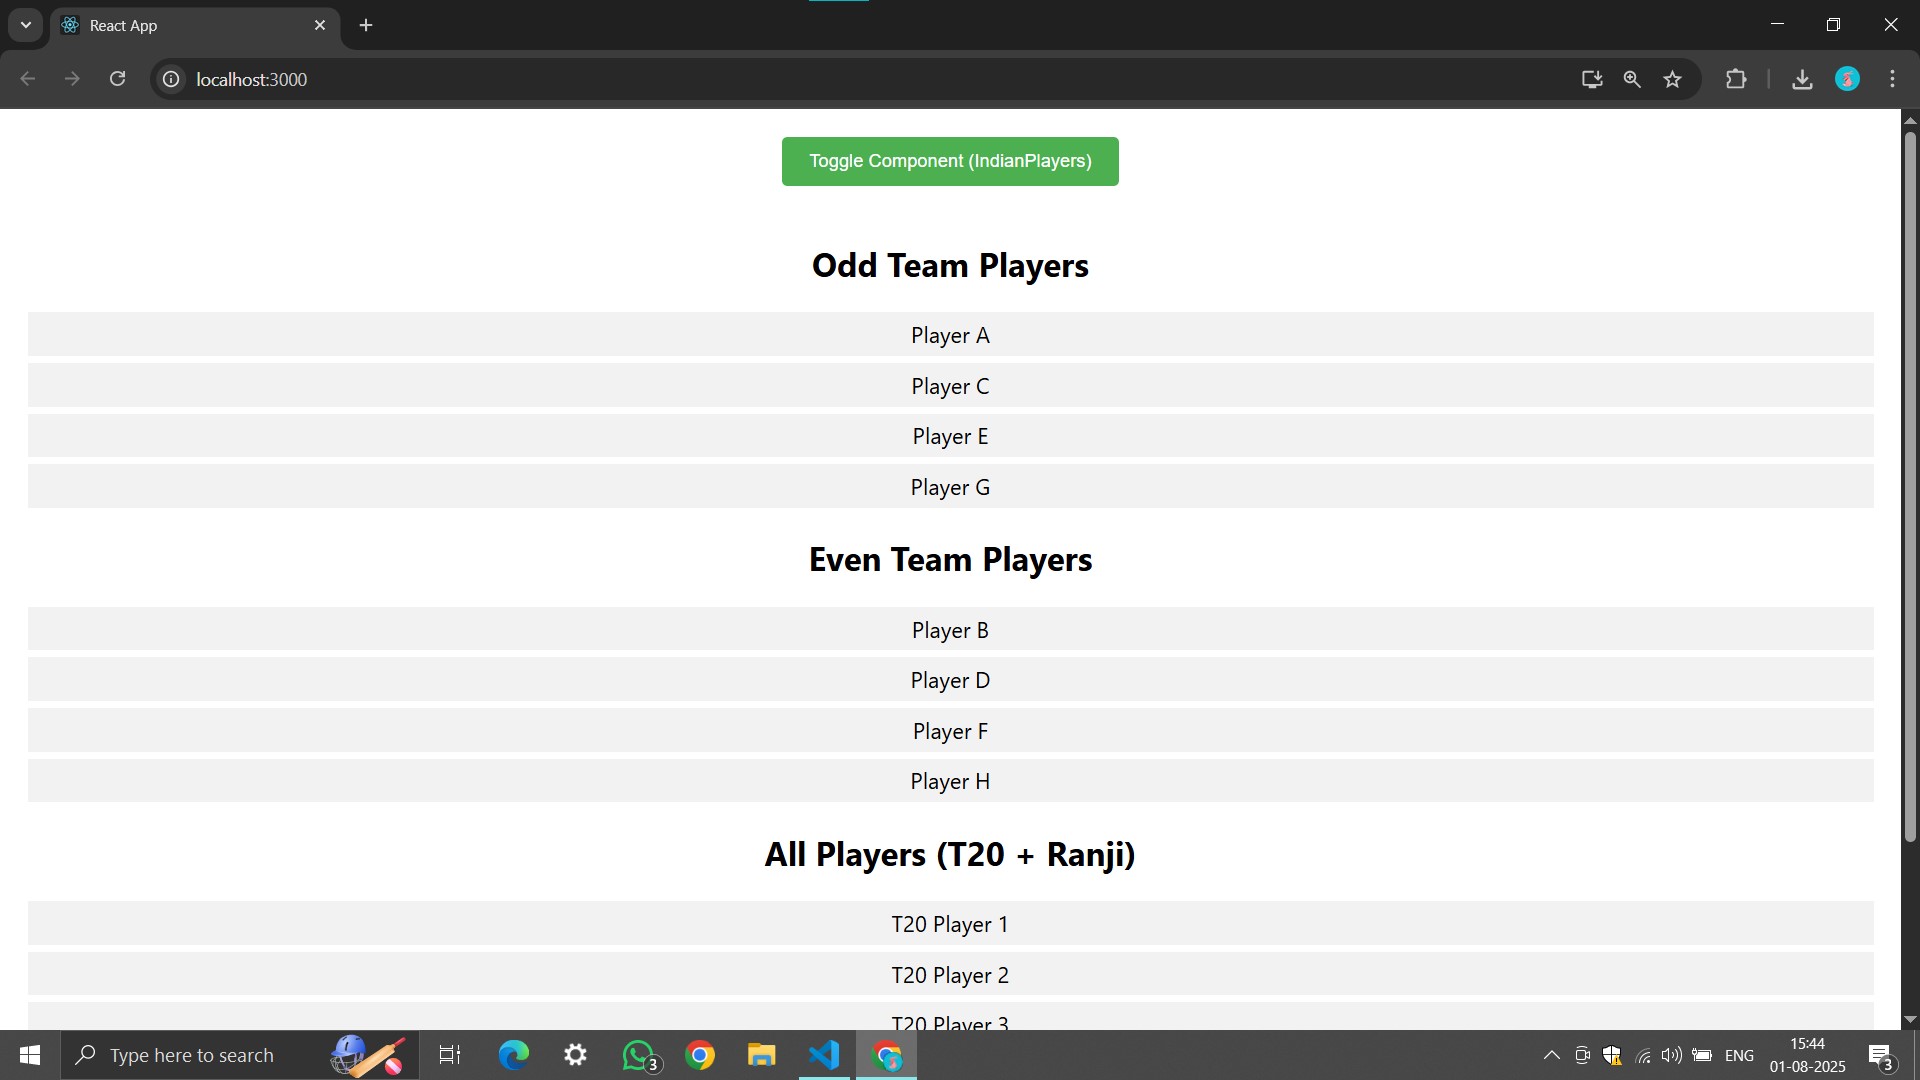 React App
localhost:3000
Toggle Component (IndianPlayers)
Odd Team Players
Player A
Player C
Player E
Player G
Even Team Players
Player B
Player D
Player F
Player H
All Players (T20 + Ranji)
T20 Player 1
T20 Player 2
T20 Player 3
Type here to search
3
ENG
15:44
01-08-2025
3